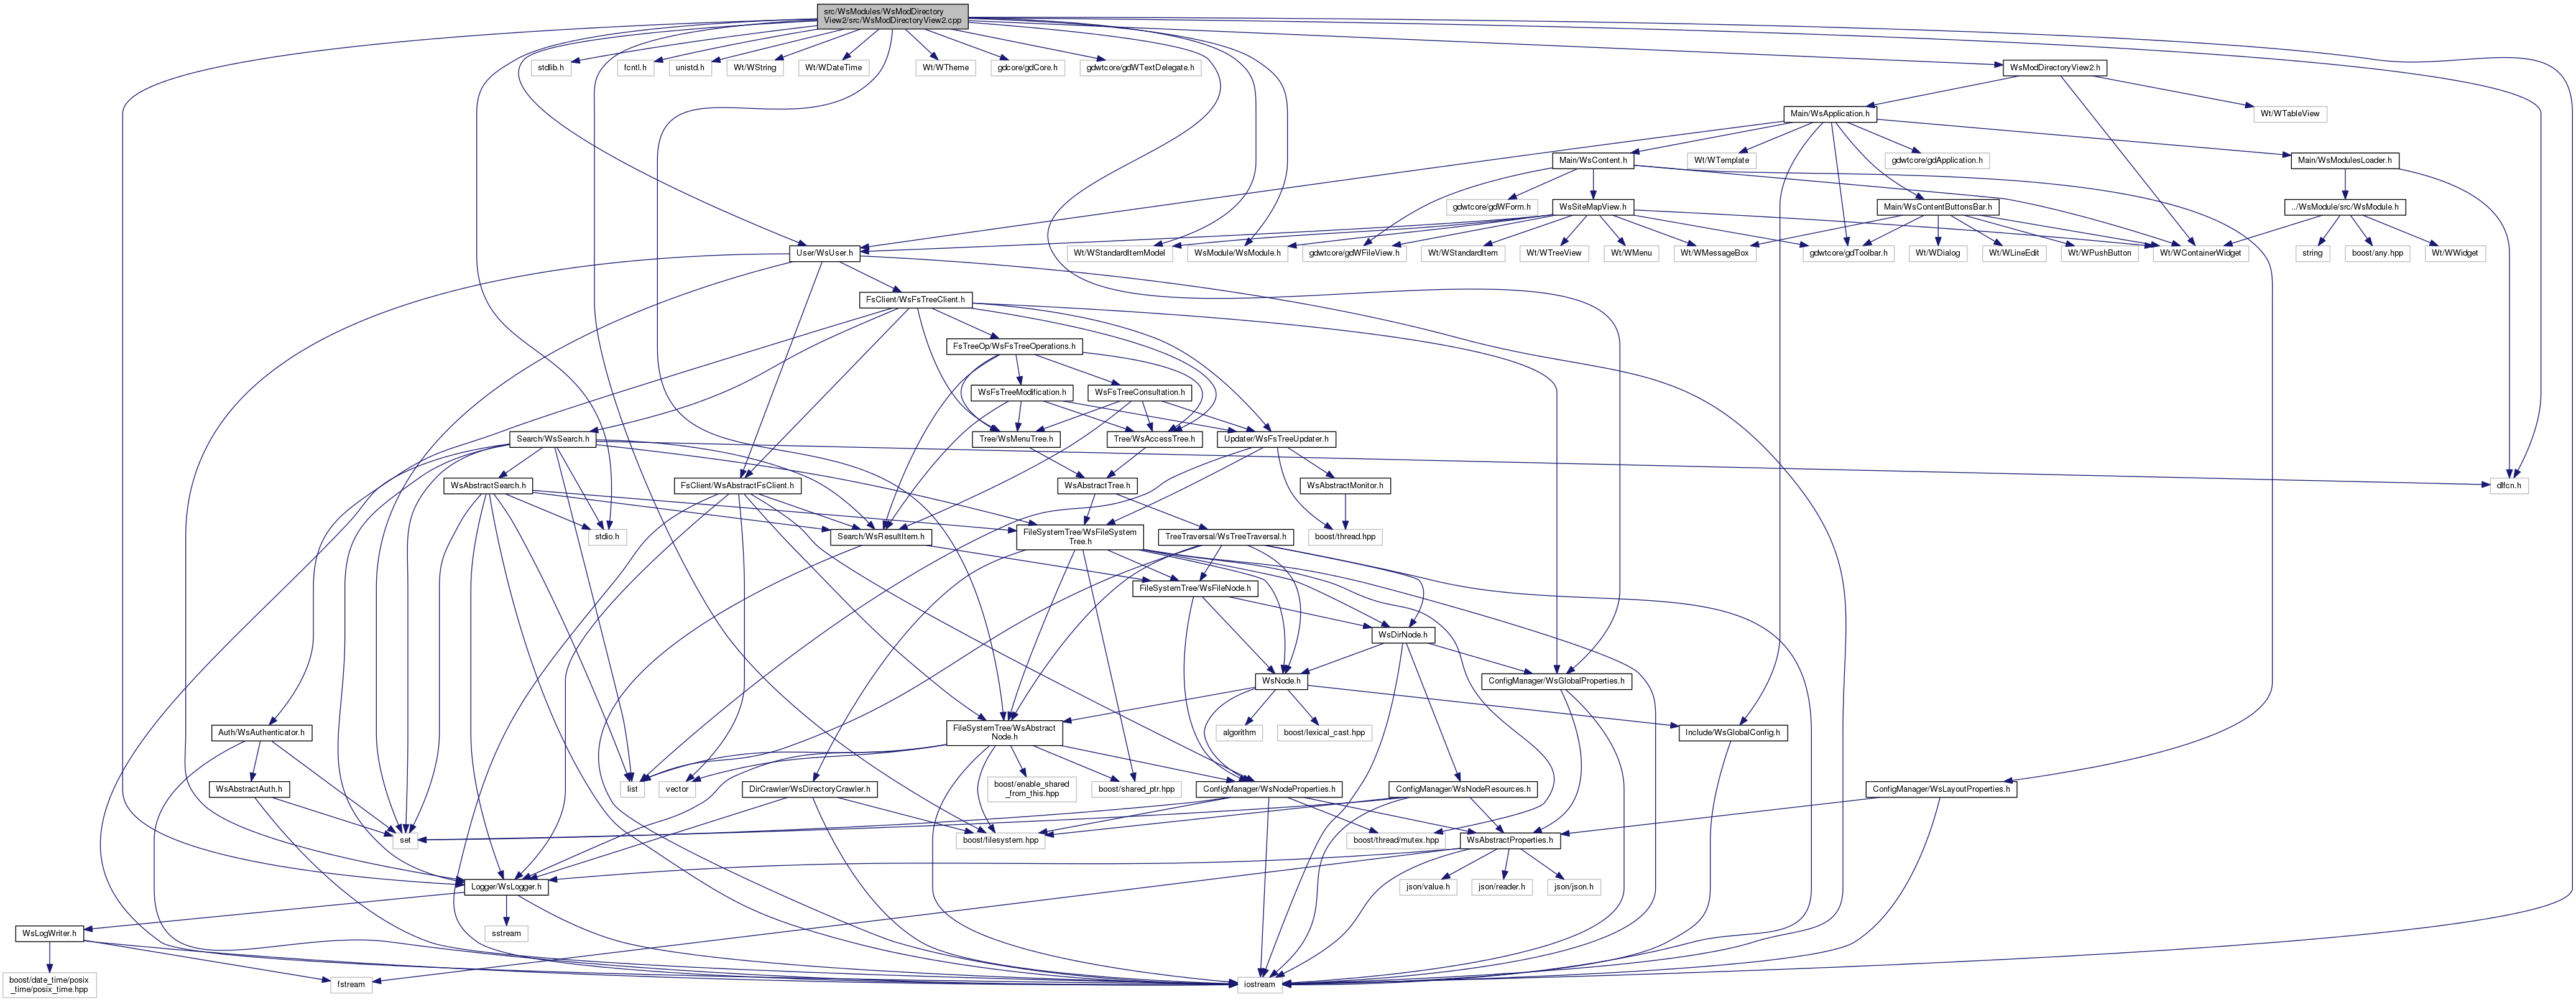 src/WsModules/WsModDirectory
View2/src/WsModDirectoryView2.cpp
stdlib.h
fcntl.h
unistd.h
Wt/WString
Wt/WDateTime
Wt/WTheme
gdcore/gdCore.h
gdwtcore/gdWTextDelegate.h
WsModDirectoryView2.h
Main/WsApplication.h
Wt/WTableView
Main/WsContent.h
Wt/WTemplate
gdwtcore/gdApplication.h
Main/WsModulesLoader.h
gdwtcore/gdWForm.h
WsSiteMapView.h
Main/WsContentButtonsBar.h
../WsModule/src/WsModule.h
User/WsUser.h
Wt/WStandardItemModel
WsModule/WsModule.h
gdwtcore/gdWFileView.h
Wt/WStandardItem
Wt/WTreeView
Wt/WMenu
Wt/WMessageBox
gdwtcore/gdToolbar.h
Wt/WDialog
Wt/WLineEdit
Wt/WPushButton
Wt/WContainerWidget
string
boost/any.hpp
Wt/WWidget
FsClient/WsFsTreeClient.h
FsTreeOp/WsFsTreeOperations.h
WsFsTreeModification.h
WsFsTreeConsultation.h
Search/WsSearch.h
Tree/WsMenuTree.h
Tree/WsAccessTree.h
Updater/WsFsTreeUpdater.h
WsAbstractSearch.h
FsClient/WsAbstractFsClient.h
WsAbstractTree.h
WsAbstractMonitor.h
dlfcn.h
stdio.h
Search/WsResultItem.h
FileSystemTree/WsFileSystem
Tree.h
TreeTraversal/WsTreeTraversal.h
boost/thread.hpp
FileSystemTree/WsFileNode.h
WsDirNode.h
WsNode.h
ConfigManager/WsGlobalProperties.h
Auth/WsAuthenticator.h
FileSystemTree/WsAbstract
Node.h
algorithm
boost/lexical_cast.hpp
Include/WsGlobalConfig.h
WsAbstractAuth.h
list
vector
DirCrawler/WsDirectoryCrawler.h
boost/enable_shared
_from_this.hpp
boost/shared_ptr.hpp
ConfigManager/WsNodeProperties.h
ConfigManager/WsNodeResources.h
ConfigManager/WsLayoutProperties.h
set
boost/filesystem.hpp
boost/thread/mutex.hpp
WsAbstractProperties.h
Logger/WsLogger.h
json/value.h
json/reader.h
json/json.h
WsLogWriter.h
sstream
boost/date_time/posix
_time/posix_time.hpp
fstream
iostream